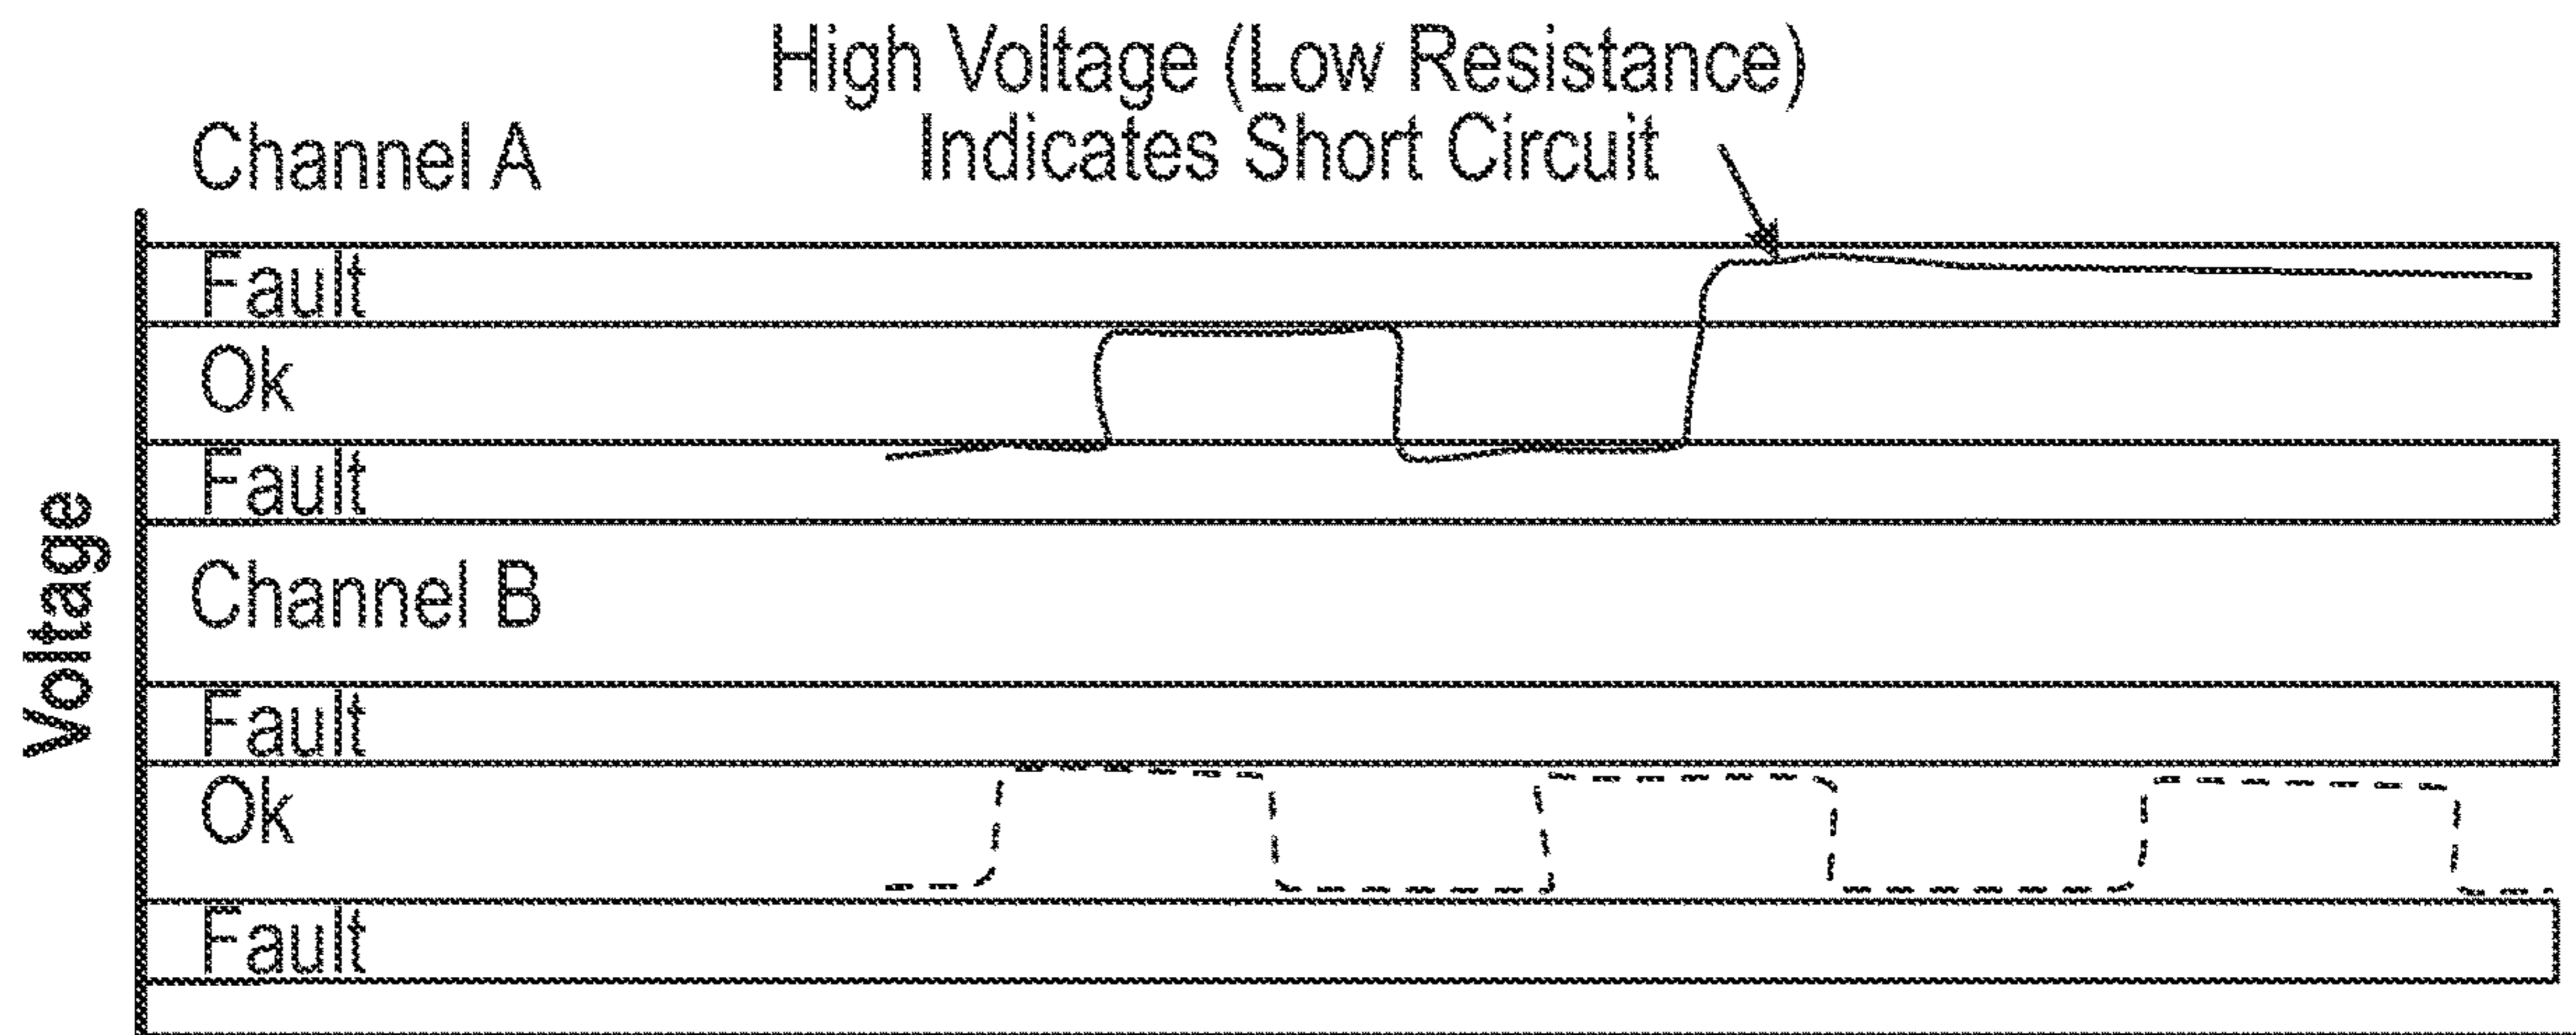 High Voltage (Low Resistance)
Indicates Short Circuit
Channel A
Fault
Ok
Fault
Voltage
Channel B
Fault
Ok
Fault